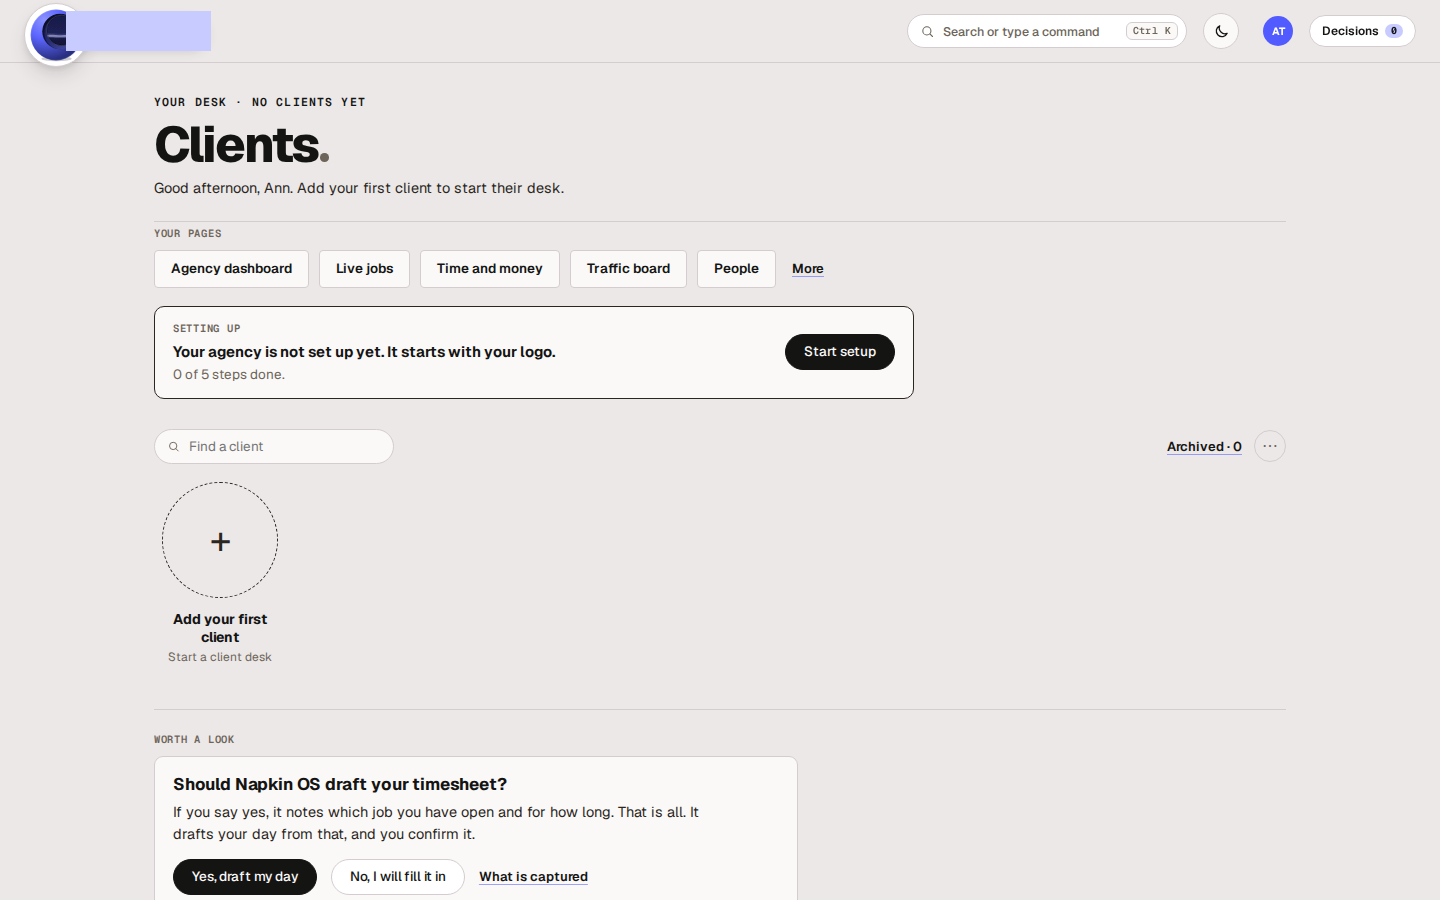 Search or type a command
Ctrl K
AT
Decisions 0
YOUR DESK · NO CLIENTS YET
Clients.
Good afternoon, Ann. Add your first client to start their desk.
YOUR PAGES
Agency dashboard
Live jobs
Time and money
Traffic board
People
More
SETTING UP
Your agency is not set up yet. It starts with your logo.
0 of 5 steps done.
Start setup
Find a client
Archived · 0
+
Add your first
client
Start a client desk
WORTH A LOOK
Should Napkin OS draft your timesheet?
If you say yes, it notes which job you have open and for how long. That is all. It
drafts your day from that, and you confirm it.
Yes, draft my day
No, I will fill it in
What is captured